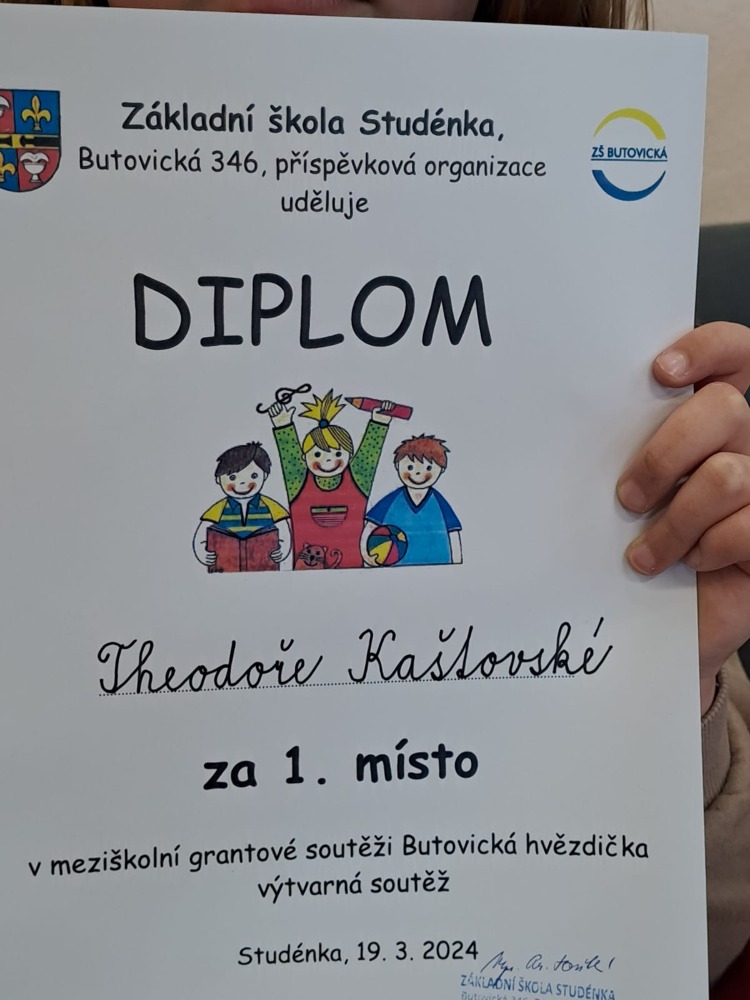 Základní škola Studénka,
Butovická 346, příspěvková organizace
uděluje
ZŠ BUTOVICKÁ
DIPLOM
Theodoře Kaštovské
za 1. místo
v meziškolní grantové soutěži Butovická hvězdička
výtvarná soutěž
Studénka, 19. 3. 2024
ZÁKLADNÍ ŠKOLA STUDÉNKA